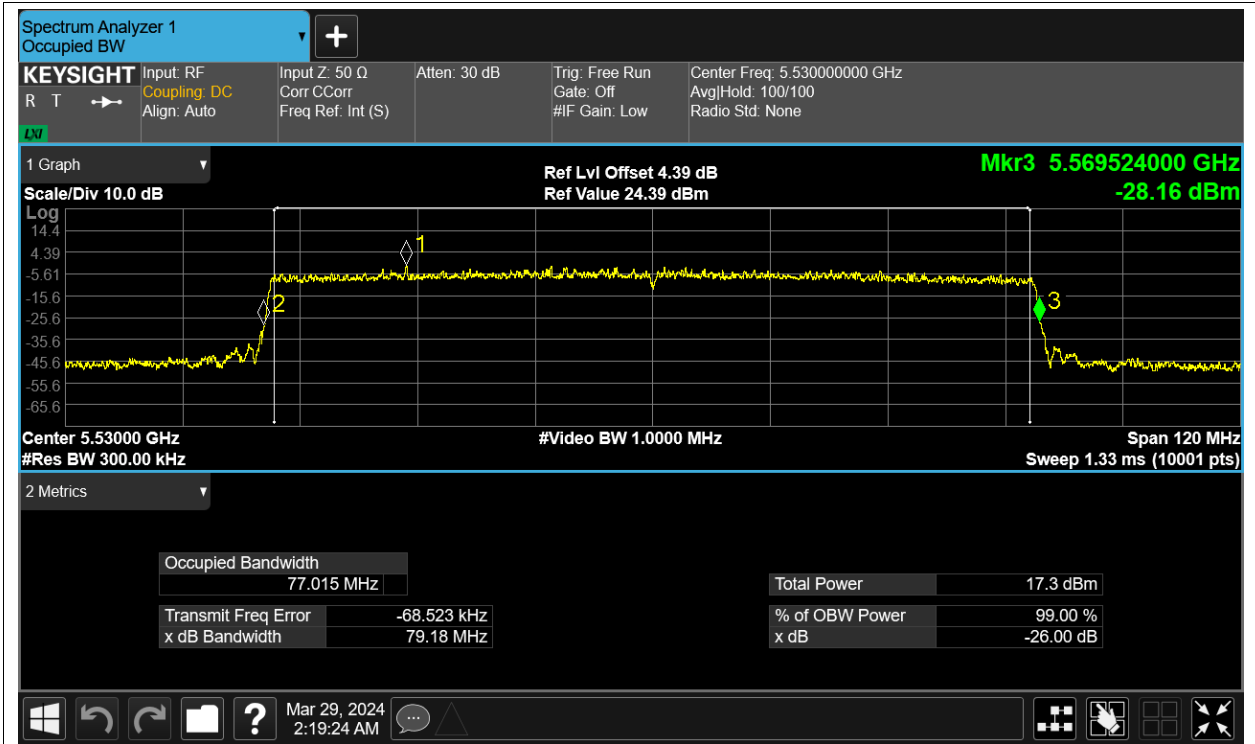 Spectrum Analyzer 1
Occupied BW
KEYSIGHT
R T
LXI
Input: RF
Coupling: DC
Align: Auto
Input Z: 50 Ω
Corr CCorr
Freq Ref: Int (S)
Atten: 30 dB
Trig: Free Run
Gate: Off
#IF Gain: Low
Center Freq: 5.530000000 GHz
Avg|Hold: 100/100
Radio Std: None
1 Graph
Scale/Div 10.0 dB
Ref Lvl Offset 4.39 dB
Ref Value 24.39 dBm
Mkr3 5.569524000 GHz
-28.16 dBm
Log
14.4
4.39
-5.61
-15.6
-25.6
-35.6
-45.6
-55.6
-65.6
1
2
3
Center 5.53000 GHz
#Video BW 1.0000 MHz
Span 120 MHz
#Res BW 300.00 kHz
Sweep 1.33 ms (10001 pts)
2 Metrics
Occupied Bandwidth
77.015 MHz
Transmit Freq Error -68.523 kHz
x dB Bandwidth 79.18 MHz
Total Power 17.3 dBm
% of OBW Power 99.00 %
x dB -26.00 dB
?
Mar 29, 2024
2:19:24 AM